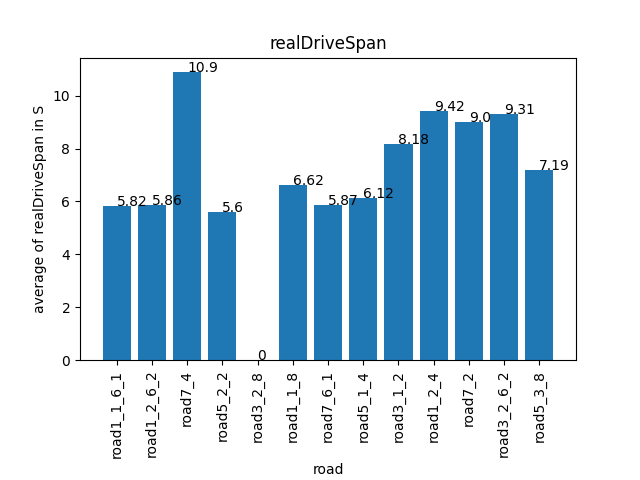 realDriveSpan
average of realDriveSpan in S
10
8
6
4
2
0
5.82
5.86
10.9
5.6
0
6.62
5.87
6.12
8.18
9.42
9.0
9.31
7.19
road1_1_6_1
road1_2_6_2
road7_4
road5_2_2
road3_2_8
road1_1_8
road7_6_1
road5_1_4
road3_1_2
road1_2_4
road7_2
road3_2_6_2
road5_3_8
road